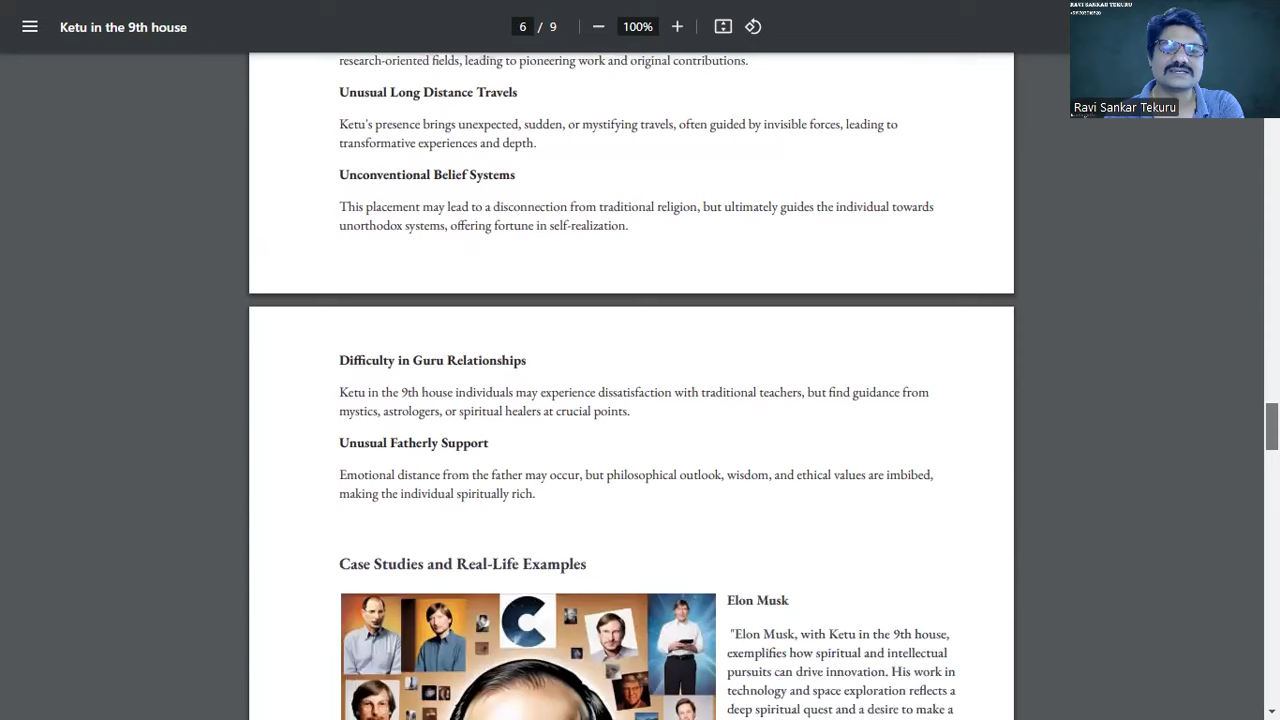 Ketu in the 9th house
6 / 9
100%
RAVI SANKAR TEKURU
Ravi Sankar Tekuru
research-oriented fields, leading to pioneering work and original contributions.
Unusual Long Distance Travels
Ketu's presence brings unexpected, sudden, or mystifying travels, often guided by invisible forces, leading to
transformative experiences and depth.
Unconventional Belief Systems
This placement may lead to a disconnection from traditional religion, but ultimately guides the individual towards
unorthodox systems, offering fortune in self-realization.
Difficulty in Guru Relationships
Ketu in the 9th house individuals may experience dissatisfaction with traditional teachers, but find guidance from
mystics, astrologers, or spiritual healers at crucial points.
Unusual Fatherly Support
Emotional distance from the father may occur, but philosophical outlook, wisdom, and ethical values are imbibed,
making the individual spiritually rich.
Case Studies and Real-Life Examples
Elon Musk
"Elon Musk, with Ketu in the 9th house,
exemplifies how spiritual and intellectual
pursuits can drive innovation. His work in
technology and space exploration reflects a
deep spiritual quest and a desire to make a